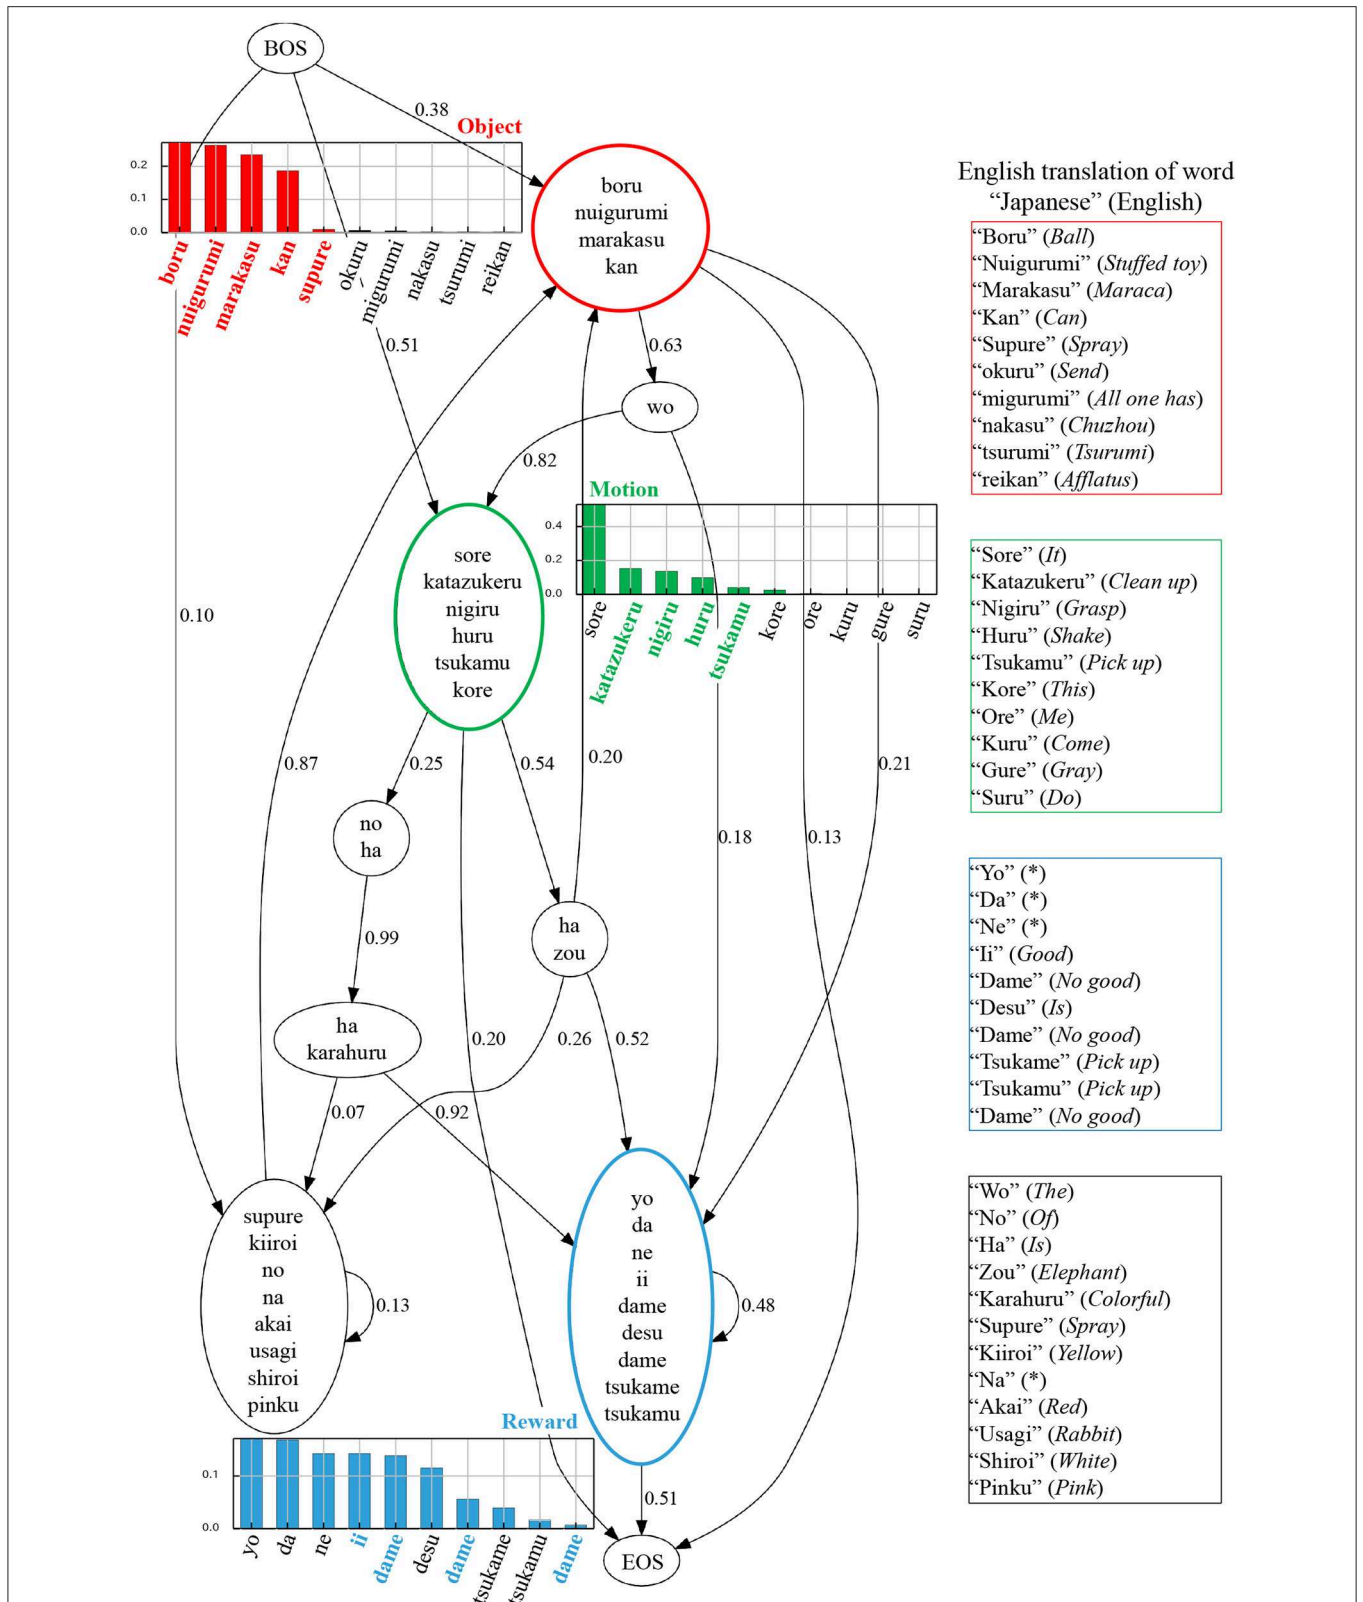 BOS
0.38
Object
0.2
0.1
0.0
boru
nuigurumi
marakasu
kan
supure
okuru
migurumi
nakasu
tsurumi
reikan
boru
nuigurumi
marakasu
kan
0.51
0.63
wo
0.82
Motion
0.4
0.2
0.0
sore
katazukeru
nigiru
huru
tsukamu
kore
ore
kuru
gure
suru
sore
katazukeru
nigiru
huru
tsukamu
kore
0.10
0.87
0.25
0.54
0.20
0.21
no
ha
0.18
0.13
0.99
ha
zou
ha
karahuru
0.20
0.26
0.52
0.07
0.92
supure
kiiroi
no
na
akai
usagi
shiroi
pinku
0.13
yo
da
ne
ii
dame
desu
dame
tsukame
tsukamu
0.48
Reward
0.1
0.0
yo
da
ne
ii
dame
desu
dame
tsukame
tsukamu
dame
0.51
EOS
English translation of word
“Japanese” (English)
“Boru” (Ball)
“Nuigurumi” (Stuffed toy)
“Marakasu” (Maraca)
“Kan” (Can)
“Supure” (Spray)
“okuru” (Send)
“migurumi” (All one has)
“nakasu” (Chuzhou)
“tsurumi” (Tsurumi)
“reikan” (Afflatus)
“Sore” (It)
“Katazukeru” (Clean up)
“Nigiru” (Grasp)
“Huru” (Shake)
“Tsukamu” (Pick up)
“Kore” (This)
“Ore” (Me)
“Kuru” (Come)
“Gure” (Gray)
“Suru” (Do)
“Yo” (*)
“Da” (*)
“Ne” (*)
“Ii” (Good)
“Dame” (No good)
“Desu” (Is)
“Dame” (No good)
“Tsukame” (Pick up)
“Tsukamu” (Pick up)
“Dame” (No good)
“Wo” (The)
“No” (Of)
“Ha” (Is)
“Zou” (Elephant)
“Karahuru” (Colorful)
“Supure” (Spray)
“Kiiroi” (Yellow)
“Na” (*)
“Akai” (Red)
“Usagi” (Rabbit)
“Shiroi” (White)
“Pinku” (Pink)